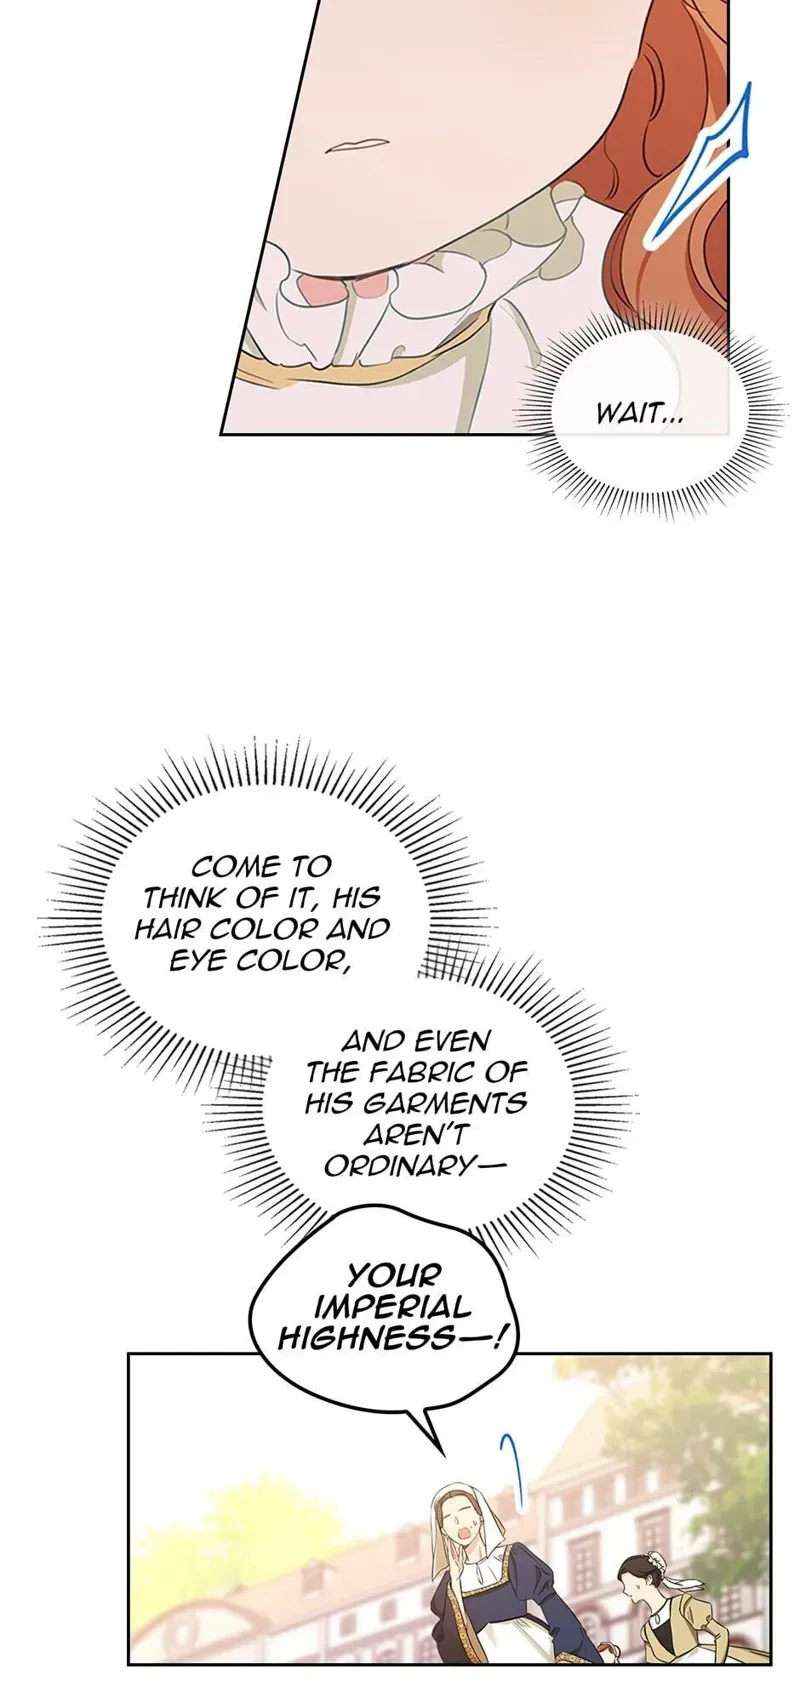 WAIT...
COME TO
THINK OF IT, HIS
HAIR COLOR AND
EYE COLOR,
AND EVEN
THE FABRIC OF
HIS GARMENTS
AREN'T
ORDINARY—
YOUR
IMPERIAL
HIGHNESS—!